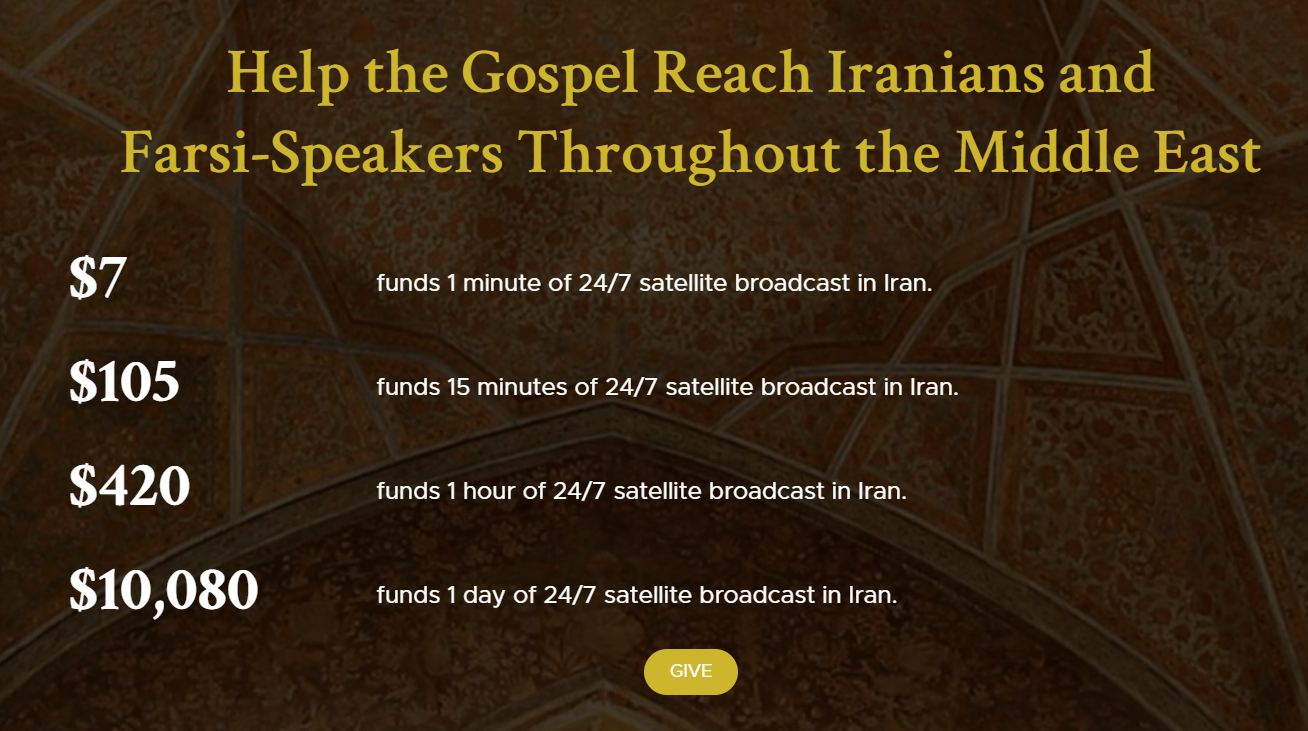 Help the Gospel Reach Iranians and
Farsi-Speakers Throughout the Middle East
$7 funds 1 minute of 24/7 satellite broadcast in Iran.
$105 funds 15 minutes of 24/7 satellite broadcast in Iran.
$420 funds 1 hour of 24/7 satellite broadcast in Iran.
$10,080 funds 1 day of 24/7 satellite broadcast in Iran.
GIVE